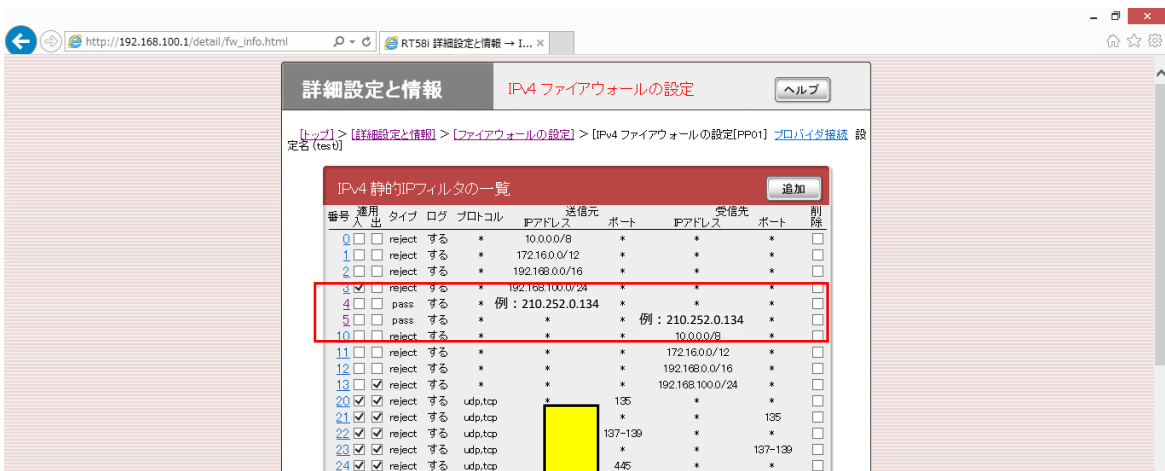 http://192.168.100.1/detail/fw_info.html
RT58i 詳細設定と情報 → I...
詳細設定と情報 IPv4 ファイアウォールの設定 ヘルプ
[トップ] > [詳細設定と情報] > [ファイアウォールの設定] > [IPv4 ファイアウォールの設定[PP01] プロバイダ接続 設
定名 (test)]
IPv4 静的IPフィルタの一覧 追加
番号 適用 入 出 タイプ ログ プロトコル 送信元 IPアドレス ポート 受信先 IPアドレス ポート 削除
0 reject する * 10.0.0.0/8 * * *
1 reject する * 172.16.0.0/12 * * *
2 reject する * 192.168.0.0/16 * * *
3 reject する * 192.168.100.0/24 * * *
4 pass する * 例：210.252.0.134 * * *
5 pass する * * * 例：210.252.0.134 *
10 reject する * * * 10.0.0.0/8 *
11 reject する * * * 172.16.0.0/12 *
12 reject する * * * 192.168.0.0/16 *
13 reject する * * * 192.168.100.0/24 *
20 reject する udp,tcp * 135 * *
21 reject する udp,tcp * * 135
22 reject する udp,tcp 137-139 * *
23 reject する udp,tcp * * 137-139
24 reject する udp,tcp 445 * *